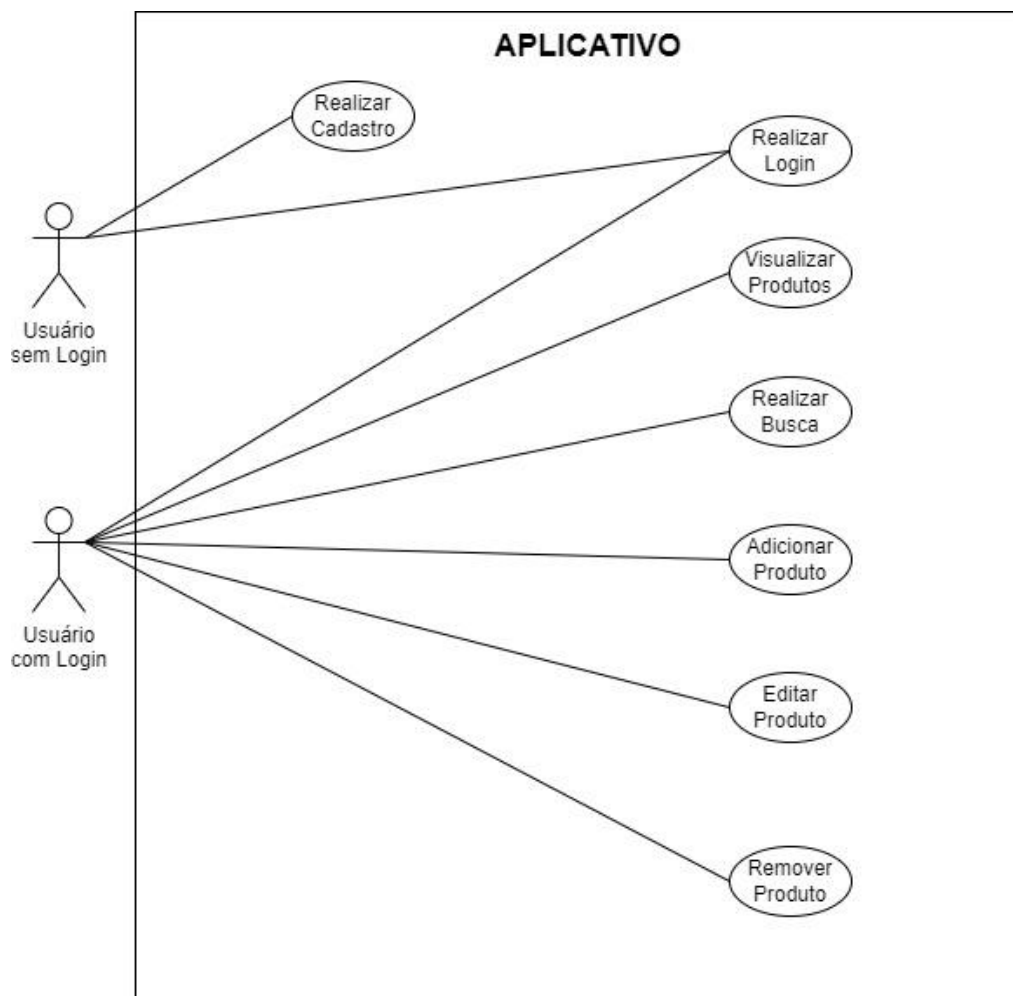 APLICATIVO
Realizar
Cadastro
Realizar
Login
Visualizar
Produtos
Usuário
sem Login
Realizar
Busca
Adicionar
Produto
Usuário
com Login
Editar
Produto
Remover
Produto